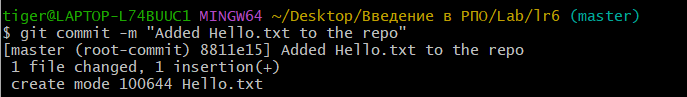 tiger@LAPTOP-L74BUUC1 MINGW64 ~/Desktop/Введение в РПО/Lab/lr6 (master)
$ git commit -m "Added Hello.txt to the repo"
[master (root-commit) 8811e15] Added Hello.txt to the repo
 1 file changed, 1 insertion(+)
 create mode 100644 Hello.txt